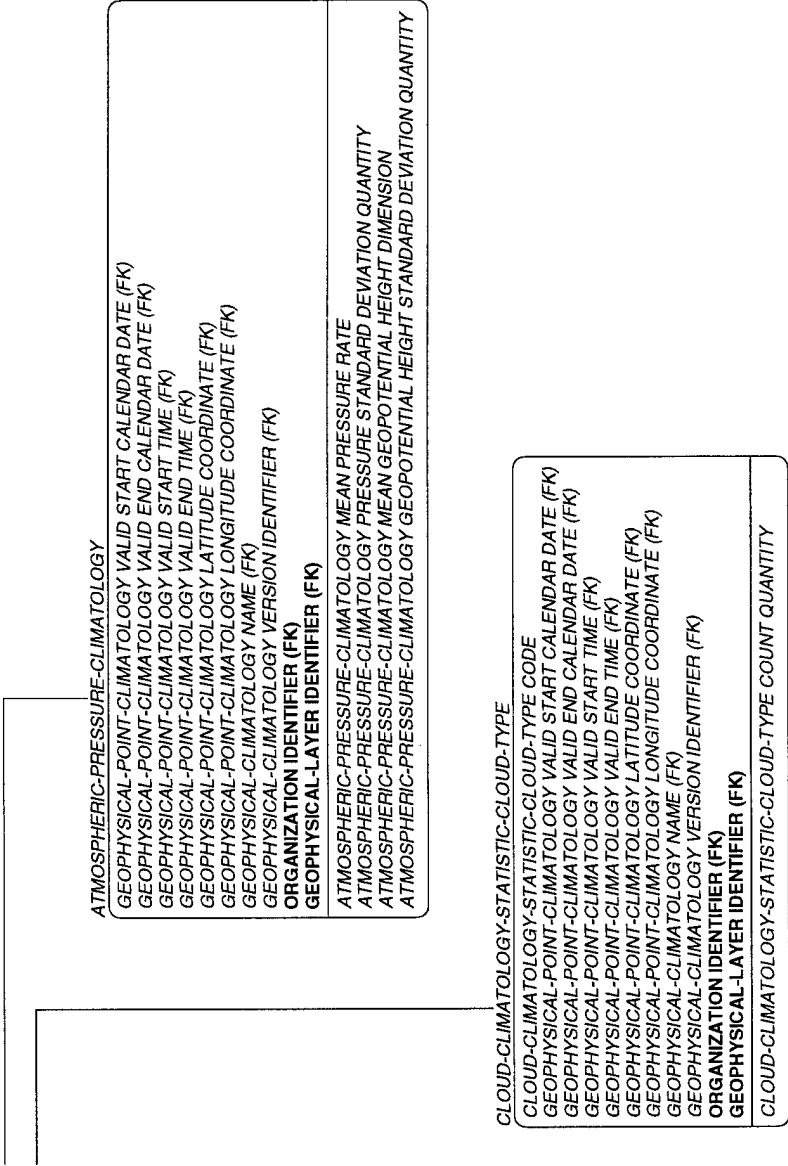 ATMOSPHERIC-PRESSURE-CLIMATOLOGY
GEOPHYSICAL-POINT-CLIMATOLOGY VALID START CALENDAR DATE (FK)
GEOPHYSICAL-POINT-CLIMATOLOGY VALID END CALENDAR DATE (FK)
GEOPHYSICAL-POINT-CLIMATOLOGY VALID START TIME (FK)
GEOPHYSICAL-POINT-CLIMATOLOGY VALID END TIME (FK)
GEOPHYSICAL-POINT-CLIMATOLOGY LATITUDE COORDINATE (FK)
GEOPHYSICAL-POINT-CLIMATOLOGY LONGITUDE COORDINATE (FK)
GEOPHYSICAL-CLIMATOLOGY NAME (FK)
GEOPHYSICAL-CLIMATOLOGY VERSION IDENTIFIER (FK)
ORGANIZATION IDENTIFIER (FK)
GEOPHYSICAL-LAYER IDENTIFIER (FK)
ATMOSPHERIC-PRESSURE-CLIMATOLOGY MEAN PRESSURE RATE
ATMOSPHERIC-PRESSURE-CLIMATOLOGY PRESSURE STANDARD DEVIATION QUANTITY
ATMOSPHERIC-PRESSURE-CLIMATOLOGY MEAN GEOPOTENTIAL HEIGHT DIMENSION
ATMOSPHERIC-PRESSURE-CLIMATOLOGY GEOPOTENTIAL HEIGHT STANDARD DEVIATION QUANTITY
CLOUD-CLIMATOLOGY-STATISTIC-CLOUD-TYPE
CLOUD-CLIMATOLOGY-STATISTIC-CLOUD-TYPE CODE
GEOPHYSICAL-POINT-CLIMATOLOGY VALID START CALENDAR DATE (FK)
GEOPHYSICAL-POINT-CLIMATOLOGY VALID END CALENDAR DATE (FK)
GEOPHYSICAL-POINT-CLIMATOLOGY VALID START TIME (FK)
GEOPHYSICAL-POINT-CLIMATOLOGY VALID END TIME (FK)
GEOPHYSICAL-POINT-CLIMATOLOGY LATITUDE COORDINATE (FK)
GEOPHYSICAL-POINT-CLIMATOLOGY LONGITUDE COORDINATE (FK)
GEOPHYSICAL-CLIMATOLOGY NAME (FK)
GEOPHYSICAL-CLIMATOLOGY VERSION IDENTIFIER (FK)
ORGANIZATION IDENTIFIER (FK)
GEOPHYSICAL-LAYER IDENTIFIER (FK)
CLOUD-CLIMATOLOGY-STATISTIC-CLOUD-TYPE COUNT QUANTITY